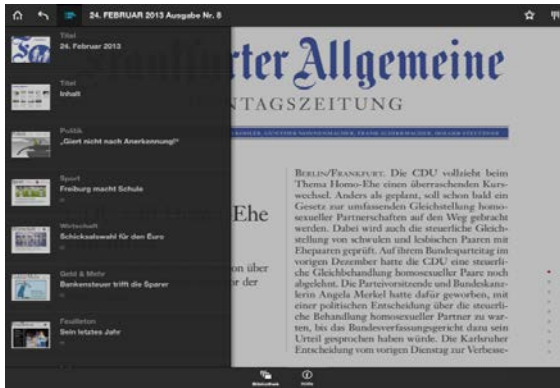 24. FEBRUAR 2013 Ausgabe Nr. 8
Titel
24. Februar 2013
Titel
Inhalt
Politik
„Giert nicht nach Anerkennung!“
Sport
Freiburg macht Schule
Wirtschaft
Schicksalswahl für den Euro
Geld & Mehr
Bankensteuer trifft die Sparer
Feuilleton
Sein letztes Jahr
rter Allgemeine
NTAGSZEITUNG
Ehe
on über
r der
BERLIN/FRANKFURT. Die CDU vollzieht beim
Thema Homo-Ehe einen überraschenden Kurs-
wechsel. Anders als geplant, soll schon bald ein
Gesetz zur umfassenden Gleichstellung homo-
sexueller Partnerschaften auf den Weg gebracht
werden. Dabei wird auch die steuerliche Gleich-
stellung von schwulen und lesbischen Paaren mit
Ehepaaren geprüft. Auf ihrem Bundesparteitag im
vorigen Dezember hatte die CDU eine steuerli-
che Gleichbehandlung homosexueller Paare noch
abgelehnt. Die Parteivorsitzende und Bundeskanz-
lerin Angela Merkel hatte dafür geworben, mit
einer politischen Entscheidung über die steuerli-
che Behandlung homosexueller Partner zu war-
ten, bis das Bundesverfassungsgericht dazu sein
Urteil gesprochen haben würde. Die Karlsruher
Entscheidung vom vorigen Dienstag zur Verbesse-
Bibliothek
Hilfe